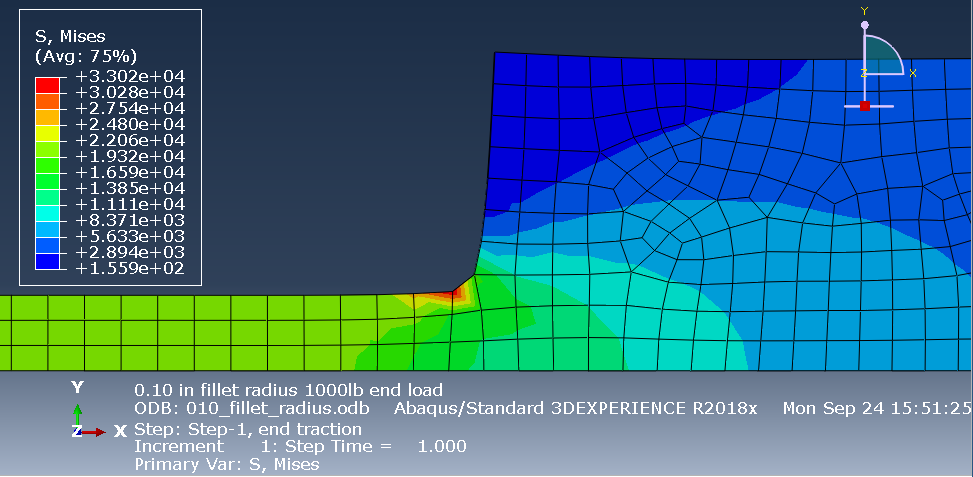 S, Mises
(Avg: 75%)
+3.302e+04
+3.028e+04
+2.754e+04
+2.480e+04
+2.206e+04
+1.932e+04
+1.659e+04
+1.385e+04
+1.111e+04
+8.371e+03
+5.633e+03
+2.894e+03
+1.559e+02
Y
Z
X
Y
Z
X
0.10 in fillet radius 1000lb end load
ODB: 010_fillet_radius.odb Abaqus/Standard 3DEXPERIENCE R2018x Mon Sep 24 15:51:25
Step: Step-1, end traction
Increment 1: Step Time = 1.000
Primary Var: S, Mises